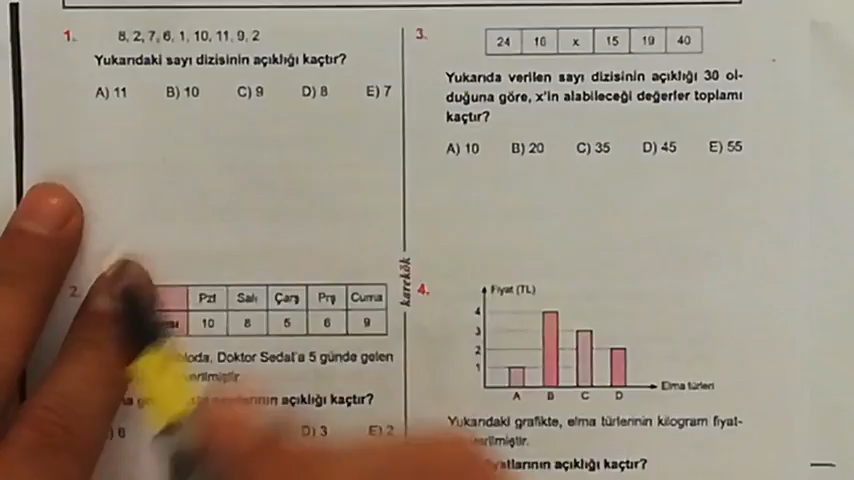 1. 8, 2, 7, 6, 1, 10, 11, 9, 2
Yukarıdaki sayı dizisinin açıklığı kaçtır?
A) 11 B) 10 C) 9 D) 8 E) 7
2.
Pzt Salı Çarş Prş Cuma
10 8 5 6 9
Doktor Sedal'a 5 günde gelen
açıklığı kaçtır?
) 6 D) 3 E) 2
karekök
3.
24 16 x 15 19 40
Yukarıda verilen sayı dizisinin açıklığı 30 ol-
duğuna göre, x'in alabileceği değerler toplamı
kaçtır?
A) 10 B) 20 C) 35 D) 45 E) 55
4.
Fiyat (TL)
4
3
2
1
A B C D
Elma türleri
Yukarıdaki grafikte, elma türlerinin kilogram fiyat-
açıklığı kaçtır?